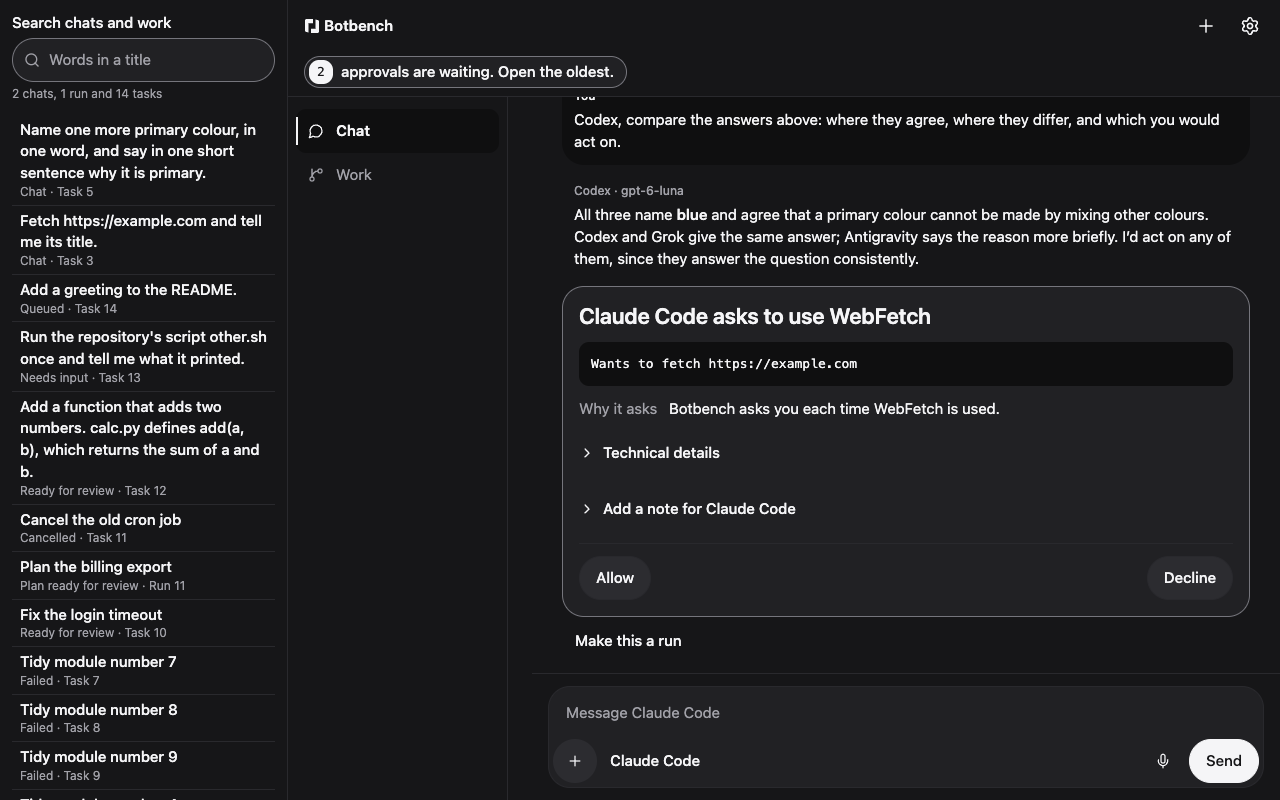 Search chats and work
Words in a title
2 chats, 1 run and 14 tasks
Name one more primary colour, in
one word, and say in one short
sentence why it is primary.
Chat · Task 5
Fetch https://example.com and tell
me its title.
Chat · Task 3
Add a greeting to the README.
Queued · Task 14
Run the repository's script other.sh
once and tell me what it printed.
Needs input · Task 13
Add a function that adds two
numbers. calc.py defines add(a,
b), which returns the sum of a and
b.
Ready for review · Task 12
Cancel the old cron job
Cancelled · Task 11
Plan the billing export
Plan ready for review · Run 11
Fix the login timeout
Ready for review · Task 10
Tidy module number 7
Failed · Task 7
Tidy module number 8
Failed · Task 8
Tidy module number 9
Failed · Task 9
Botbench
2 approvals are waiting. Open the oldest.
Chat
Work
You
Codex, compare the answers above: where they agree, where they differ, and which you would
act on.
Codex · gpt-6-luna
All three name blue and agree that a primary colour cannot be made by mixing other colours.
Codex and Grok give the same answer; Antigravity says the reason more briefly. I’d act on any of
them, since they answer the question consistently.
Claude Code asks to use WebFetch
Wants to fetch https://example.com
Why it asks Botbench asks you each time WebFetch is used.
Technical details
Add a note for Claude Code
Allow
Decline
Make this a run
Message Claude Code
Claude Code
Send